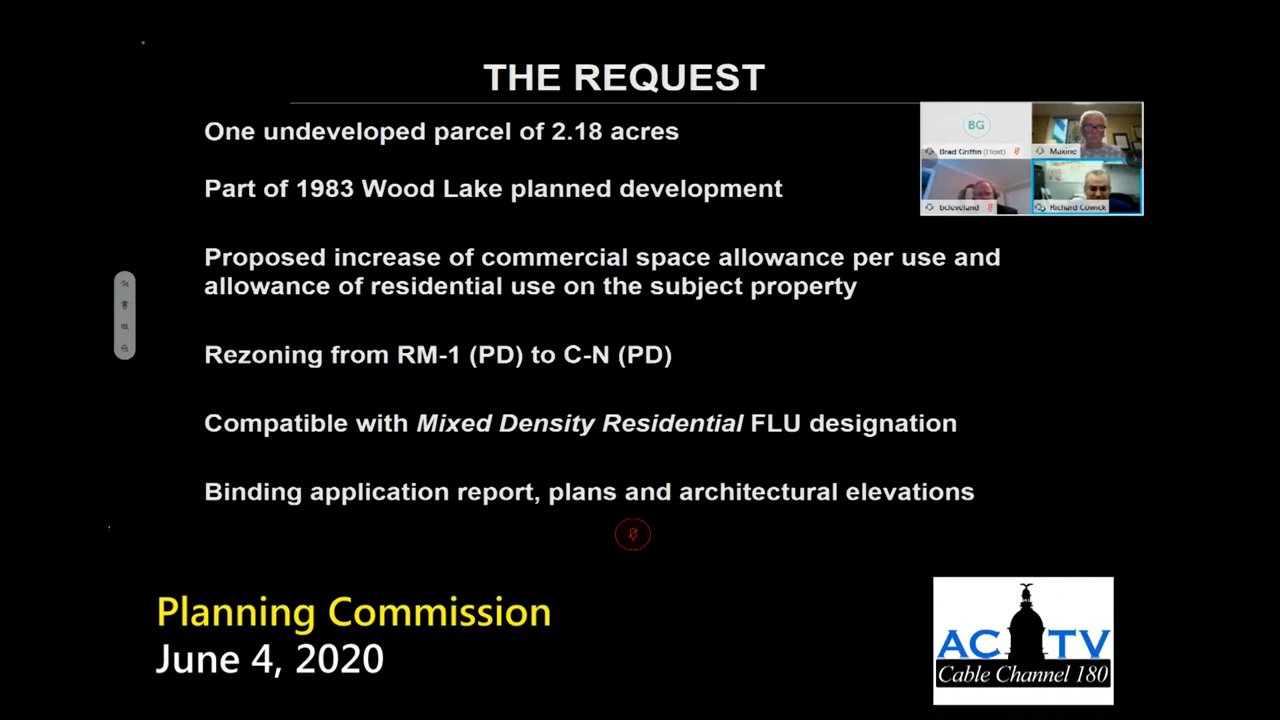 THE REQUEST
One undeveloped parcel of 2.18 acres
BG
Brad Griffin (Host)
Maxine
Part of 1983 Wood Lake planned development
bcleveland
Richard Cowick
Proposed increase of commercial space allowance per use and
allowance of residential use on the subject property
Rezoning from RM-1 (PD) to C-N (PD)
Compatible with Mixed Density Residential FLU designation
Binding application report, plans and architectural elevations
Planning Commission
June 4, 2020
AC TV
Cable Channel 180